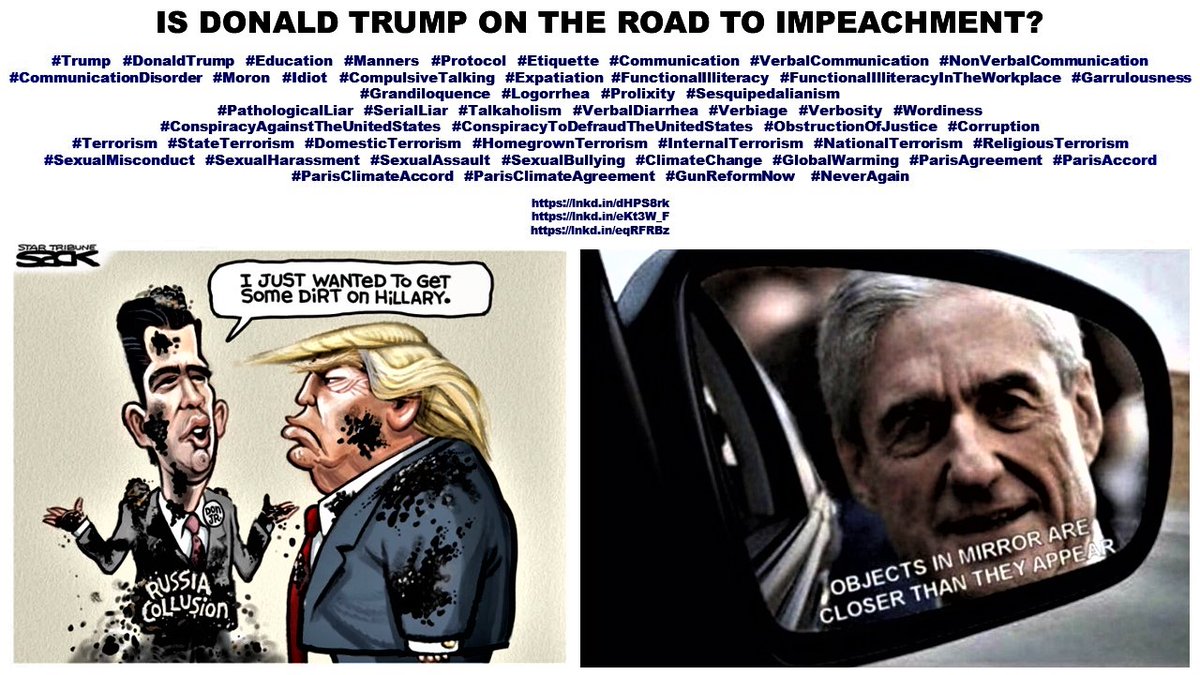 IS DONALD TRUMP ON THE ROAD TO IMPEACHMENT?
#Trump #DonaldTrump #Education #Manners #Protocol #Etiquette #Communication #VerbalCommunication #NonVerbalCommunication
#CommunicationDisorder #Moron #Idiot #CompulsiveTalking #Expatiation #FunctionalIlliteracy #FunctionalIlliteracyInTheWorkplace #Garrulousness
#Grandiloquence #Logorrhea #Prolixity #Sesquipedalianism
#PathologicalLiar #SerialLiar #Talkaholism #VerbalDiarrhea #Verbiage #Verbosity #Wordiness
#ConspiracyAgainstTheUnitedStates #ConspiracyToDefraudTheUnitedStates #ObstructionOfJustice #Corruption
#Terrorism #StateTerrorism #DomesticTerrorism #HomegrownTerrorism #InternalTerrorism #NationalTerrorism #ReligiousTerrorism
#SexualMisconduct #SexualHarassment #SexualAssault #SexualBullying #ClimateChange #GlobalWarming #ParisAgreement #ParisAccord
#ParisClimateAccord #ParisClimateAgreement #GunReformNow #NeverAgain
https://lnkd.in/dHPS8rk
https://lnkd.in/eKt3W_F
https://lnkd.in/eqRFRBz
STAR TRIBUNE
SACK
I JUST WANTED TO GET
SOME DIRT ON HILLARY.
DON
JR.
RUSSIA
COLLUSION
OBJECTS IN MIRROR ARE
CLOSER THAN THEY APPEAR